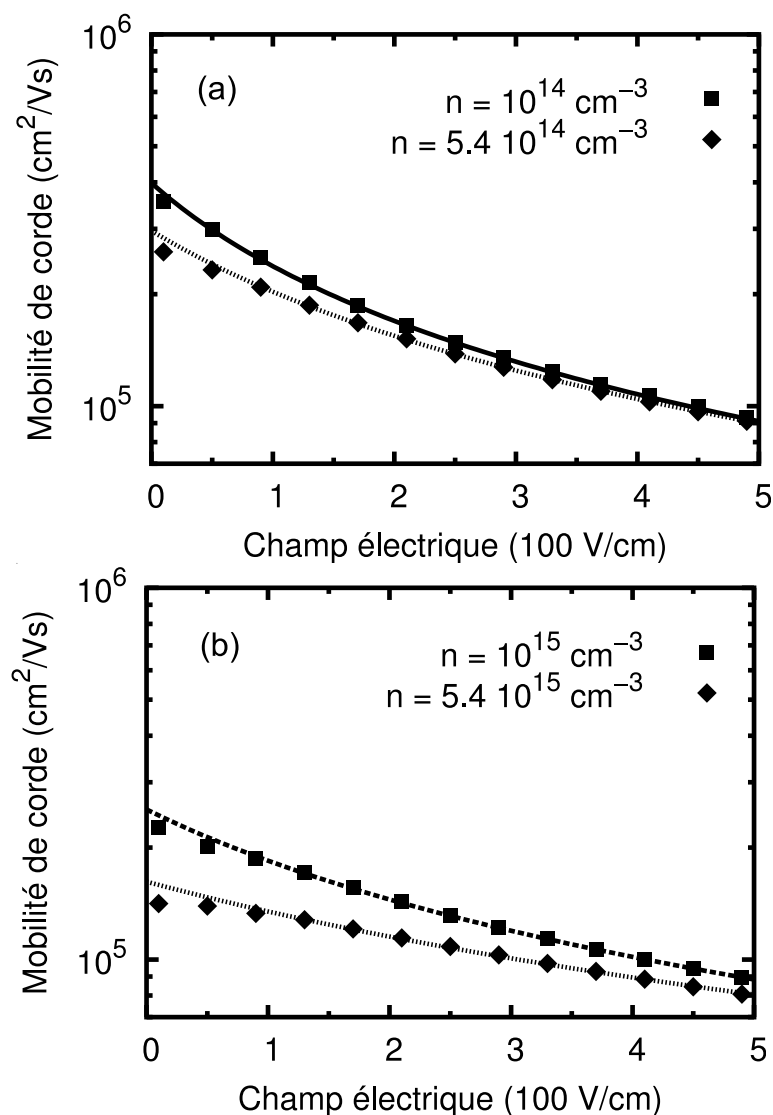 10^6
Mobilité de corde (cm^2/Vs)
(a)
n = 10^14 cm^−3
n = 5.4 10^14 cm^−3
10^5
0 1 2 3 4 5
Champ électrique (100 V/cm)
10^6
Mobilité de corde (cm^2/Vs)
(b)
n = 10^15 cm^−3
n = 5.4 10^15 cm^−3
10^5
0 1 2 3 4 5
Champ électrique (100 V/cm)